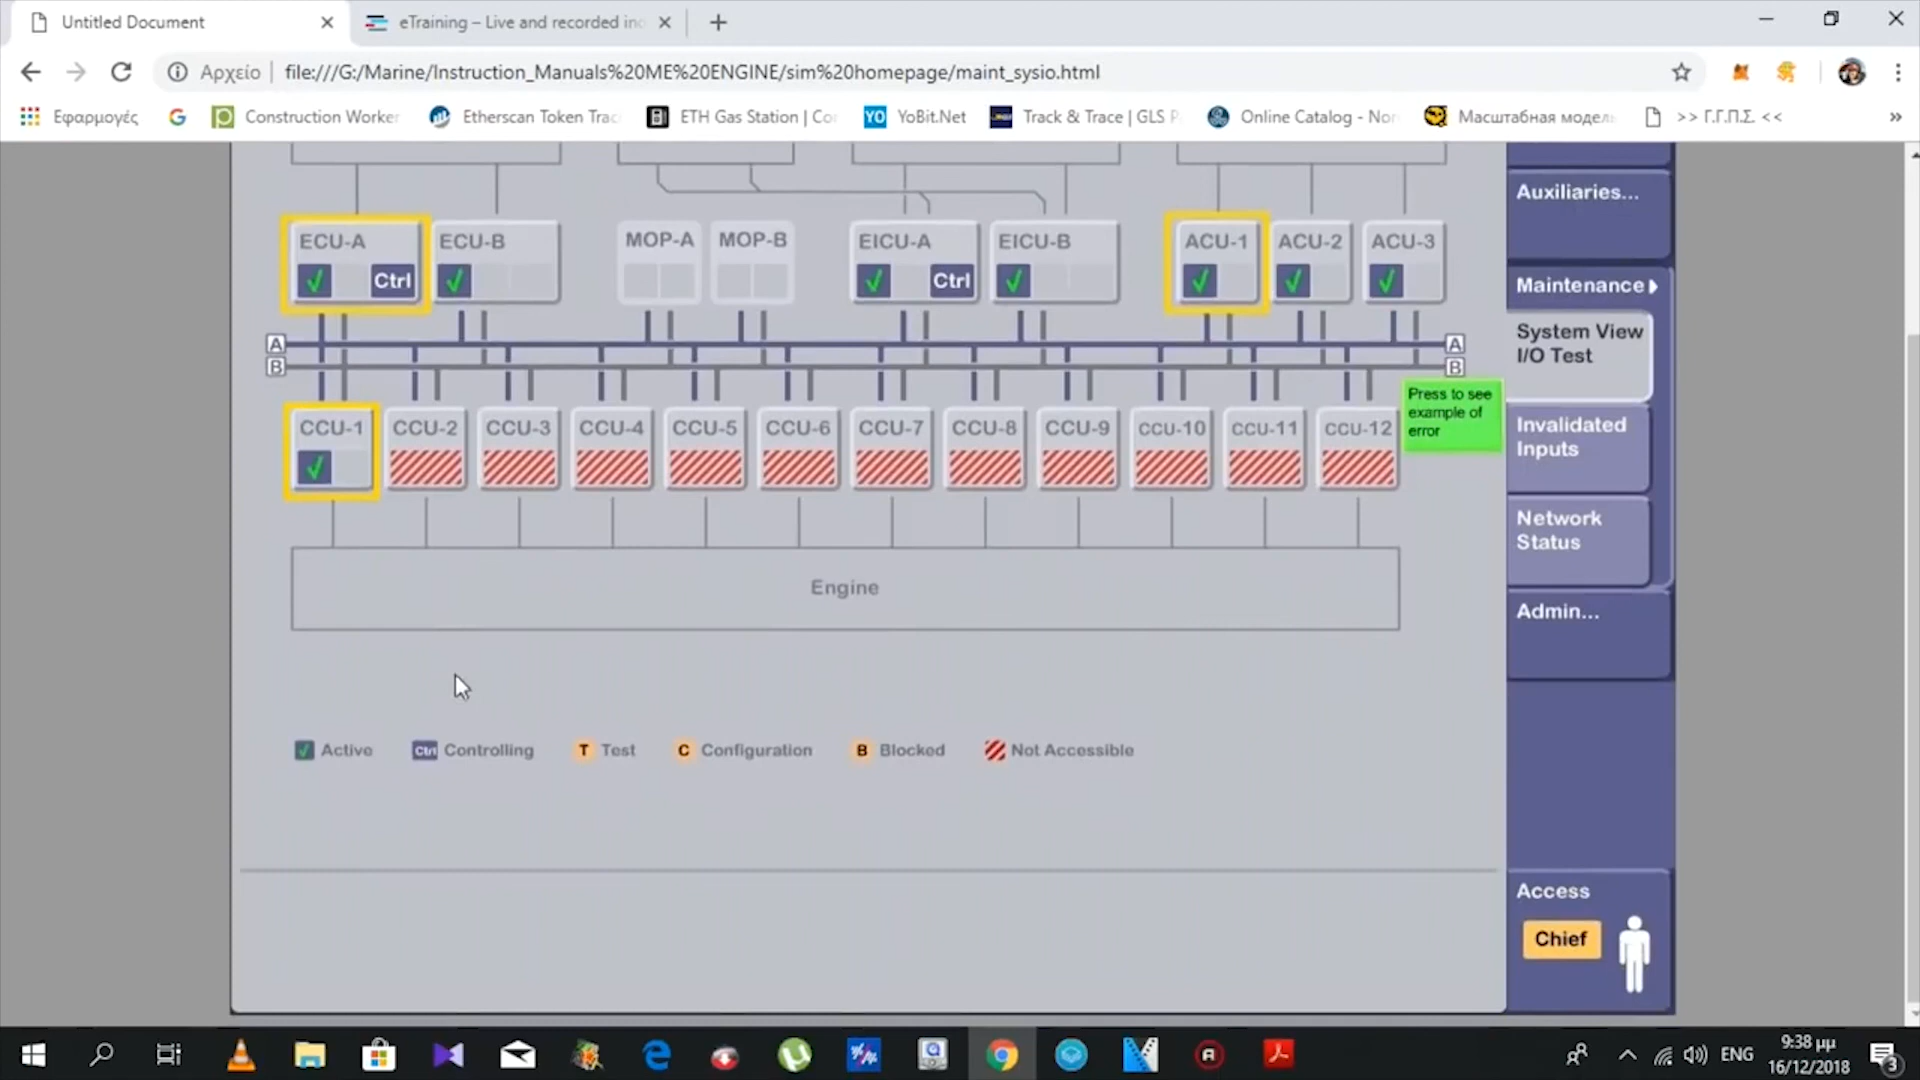 Untitled Document
eTraining – Live and recorded in
Αρχείο
file:///G:/Marine/Instruction_Manuals%20ME%20ENGINE/sim%20homepage/maint_sysio.html
Εφαρμογές
Construction Worker
Etherscan Token Trac
ETH Gas Station | Co
YO YoBit.Net
Track & Trace | GLS P
Online Catalog - Nor
Масштабная модел
>> Γ.Γ.Π.Σ. <<
»
Auxiliaries...
ECU-A
ECU-B
MOP-A
MOP-B
EICU-A
EICU-B
ACU-1
ACU-2
ACU-3
Ctrl
Ctrl
Maintenance
System View
I/O Test
A
A
B
B
Press to see
example of
error
CCU-1
CCU-2
CCU-3
CCU-4
CCU-5
CCU-6
CCU-7
CCU-8
CCU-9
CCU-10
CCU-11
CCU-12
Invalidated
Inputs
Network
Status
Engine
Admin...
Active
Ctrl Controlling
T Test
C Configuration
B Blocked
Not Accessible
Access
Chief
ENG
9:38 μμ
16/12/2018
3